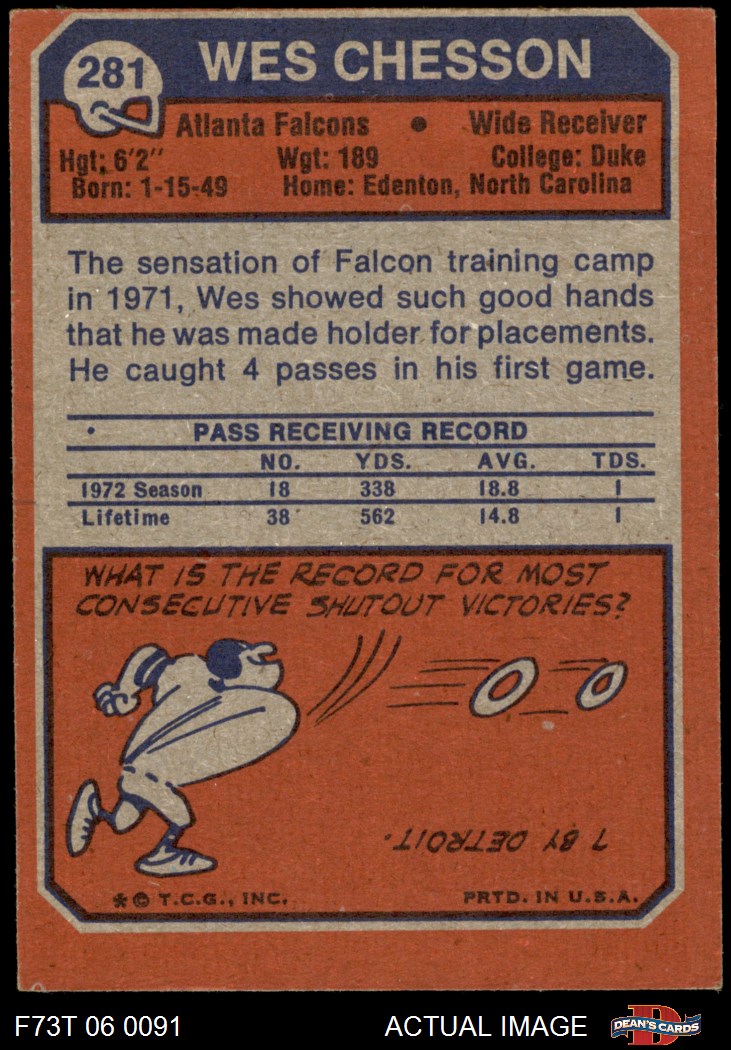 281 WES CHESSON
Atlanta Falcons • Wide Receiver
Hgt: 6'2" Wgt: 189 College: Duke
Born: 1-15-49 Home: Edenton, North Carolina
The sensation of Falcon training camp
in 1971, Wes showed such good hands
that he was made holder for placements.
He caught 4 passes in his first game.
PASS RECEIVING RECORD
NO. YDS. AVG. TDS.
1972 Season 18 338 18.8 1
Lifetime 38 562 14.8 1
WHAT IS THE RECORD FOR MOST
CONSECUTIVE SHUTOUT VICTORIES?
7 BY DETROIT.
* © T.C.G., INC. PRTD. IN U.S.A.
F73T 06 0091 ACTUAL IMAGE D DEAN'S CARDS